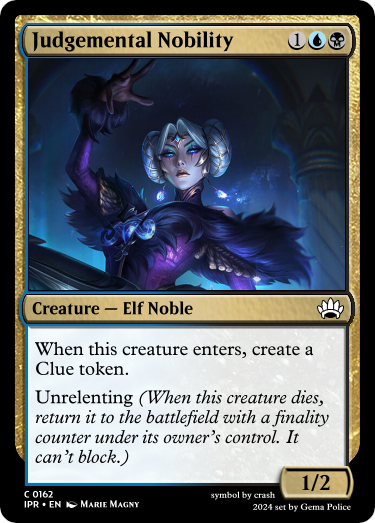 Judgemental Nobility 1
Creature — Elf Noble
When this creature enters, create a
Clue token.
Unrelenting (When this creature dies,
return it to the battlefield with a finality
counter under its owner's control. It
can't block.)
1/2
C 0162
IPR • EN Marie Magny
symbol by crash
2024 set by Gema Police